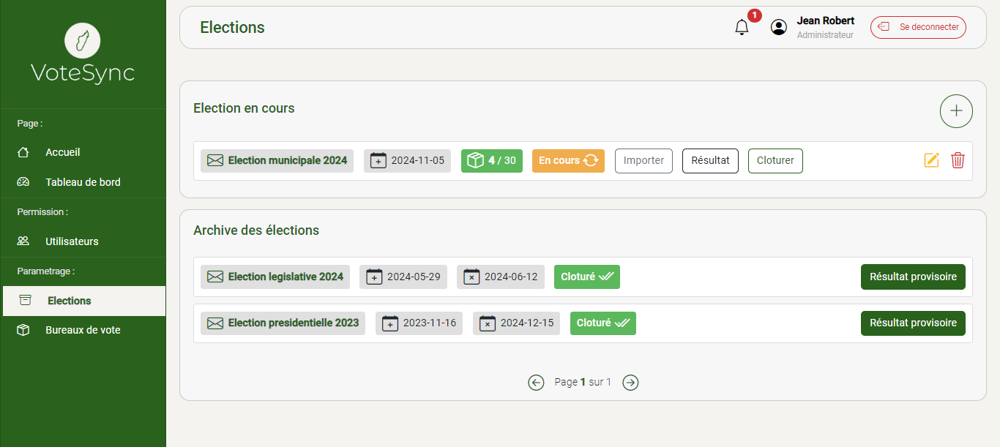 VoteSync
Page :
Accueil
Tableau de bord
Permission :
Utilisateurs
Parametrage :
Elections
Bureaux de vote
Elections
1
Jean Robert
Administrateur
Se deconnecter
Election en cours
Election municipale 2024 2024-11-05 4 / 30 En cours Importer Résultat Cloturer
Archive des élections
Election legislative 2024 2024-05-29 2024-06-12 Cloturé Résultat provisoire
Election presidentielle 2023 2023-11-16 2024-12-15 Cloturé Résultat provisoire
Page 1 sur 1